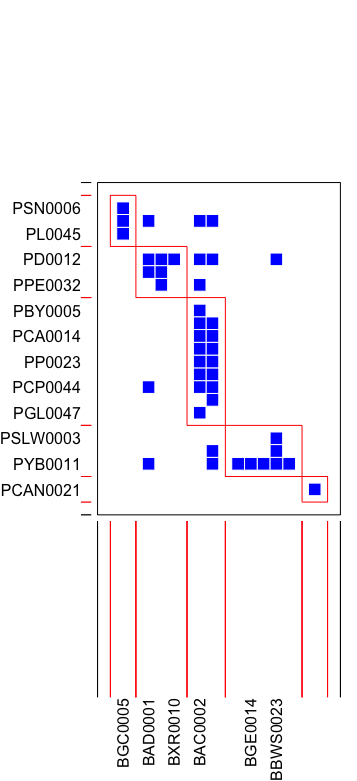 PSN0006
PL0045
PD0012
PPE0032
PBY0005
PCA0014
PP0023
PCP0044
PGL0047
PSLW0003
PYB0011
PCAN0021
BGC0005
BAD0001
BXR0010
BAC0002
BGE0014
BBWS0023